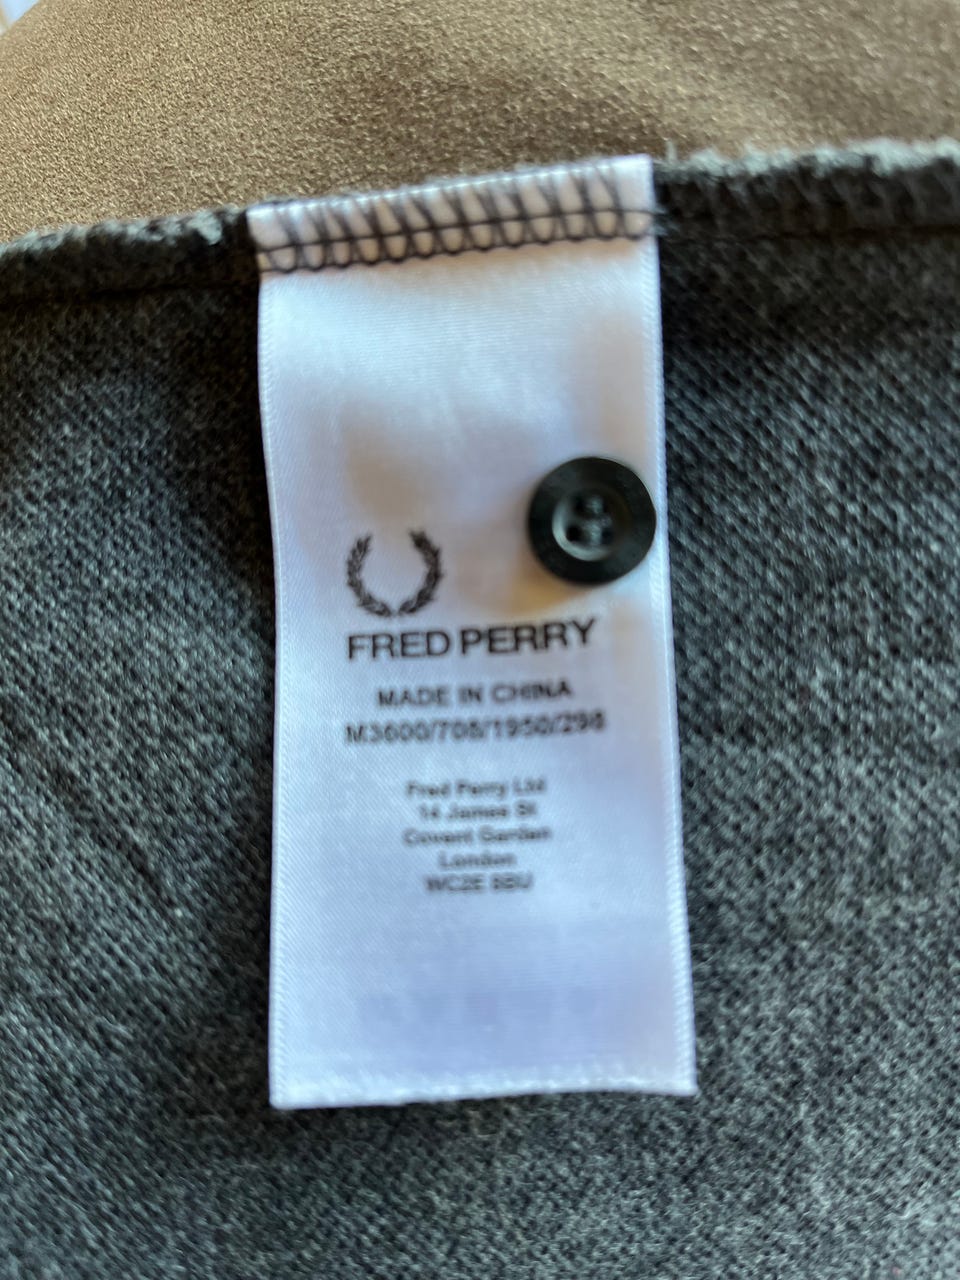 FRED PERRY
MADE IN CHINA
M3600/708/1950/298
Fred Perry Ltd
14 James St
Covent Garden
London
WC2E 8BU